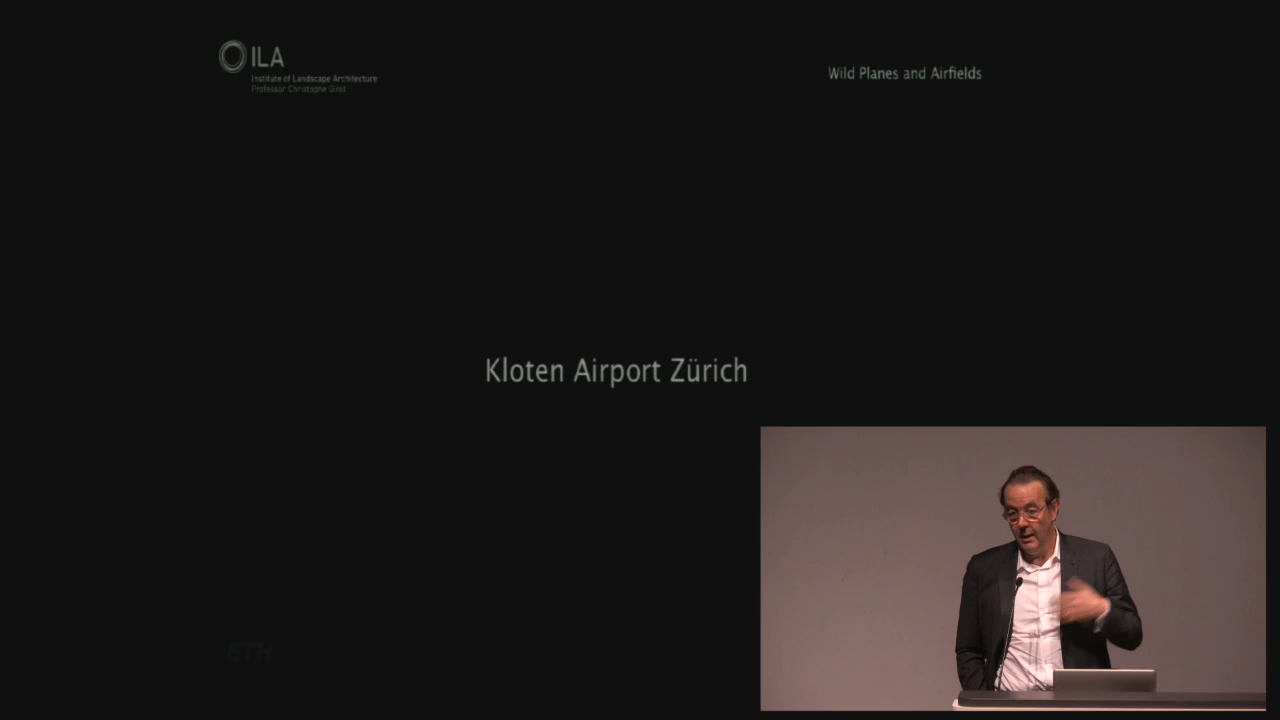 ILA
Institute of Landscape Architecture
Professor Christophe Girot
Wild Planes and Airfields
Kloten Airport Zürich
ETH